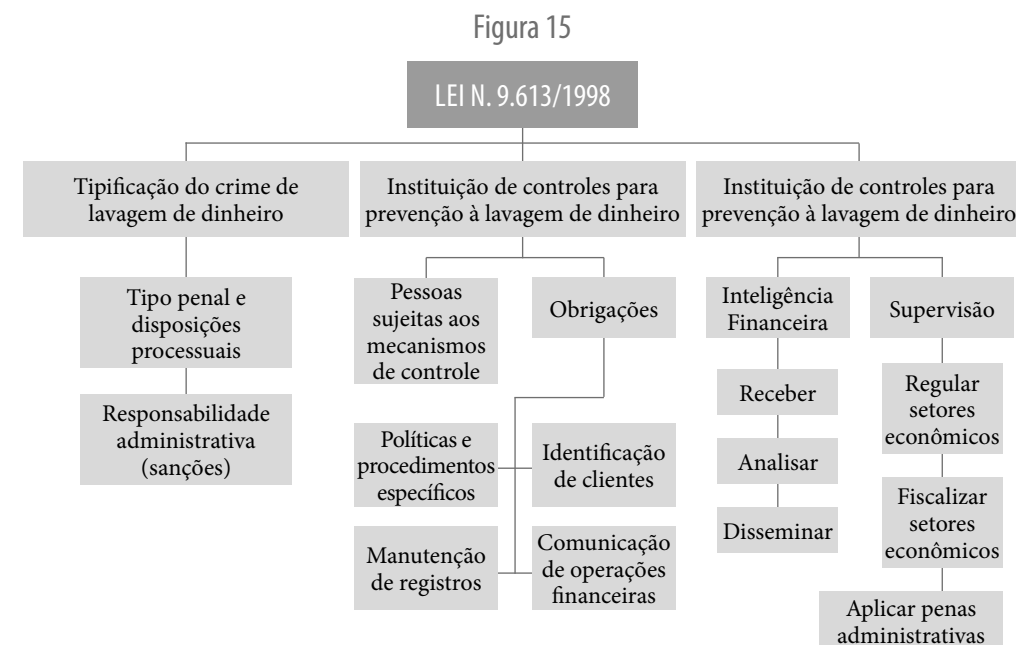 Figura 15
LEI N. 9.613/1998
Tipificação do crime de
lavagem de dinheiro
Tipo penal e
disposições
processuais
Responsabilidade
administrativa
(sanções)
Instituição de controles para
prevenção à lavagem de dinheiro
Pessoas
sujeitas aos
mecanismos
de controle
Obrigações
Políticas e
procedimentos
específicos
Identificação
de clientes
Manutenção
de registros
Comunicação
de operações
financeiras
Instituição de controles para
prevenção à lavagem de dinheiro
Inteligência
Financeira
Receber
Analisar
Disseminar
Supervisão
Regular
setores
econômicos
Fiscalizar
setores
econômicos
Aplicar penas
administrativas